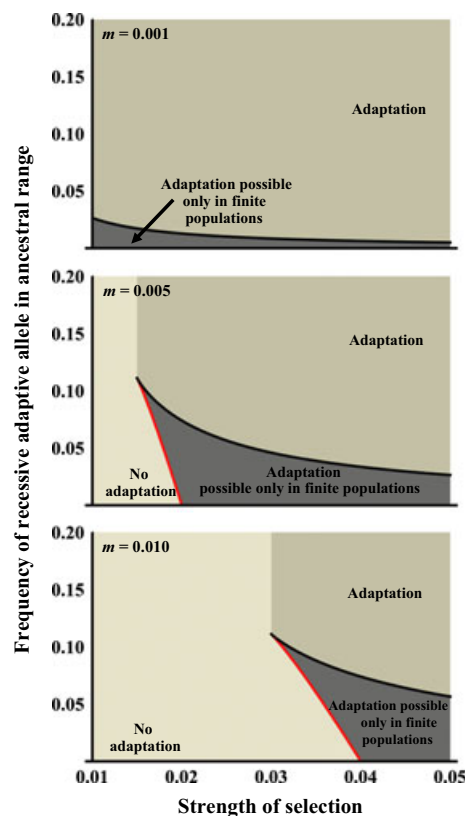 Frequency of recessive adaptive allele in ancestral range
0.20
m = 0.001
0.15
Adaptation
0.10
Adaptation possible
only in finite
populations
0.05
0.20
m = 0.005
0.15
Adaptation
0.10
0.05
No
adaptation
Adaptation
possible only in finite populations
0.20
m = 0.010
0.15
Adaptation
0.10
0.05
Adaptation possible
only in finite
populations
No
adaptation
0.01 0.02 0.03 0.04 0.05
Strength of selection